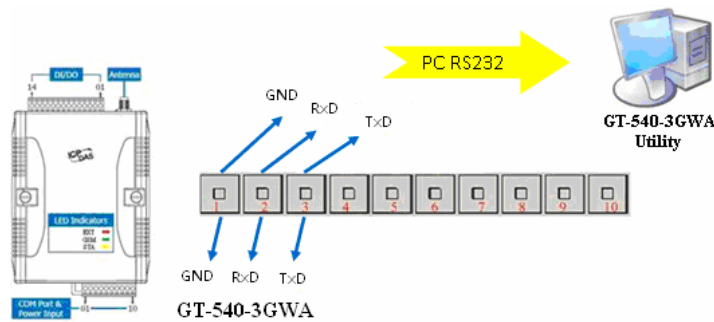 DI/DO
Antenna
14
01
ICP
DAS
LED Indicators
EXT
GSM
STA
COM Port &
Power Input
01
10
PC RS232
GT-540-3GWA
Utility
GND
RxD
TxD
1
2
3
4
5
6
7
8
9
10
GND
RxD
TxD
GT-540-3GWA